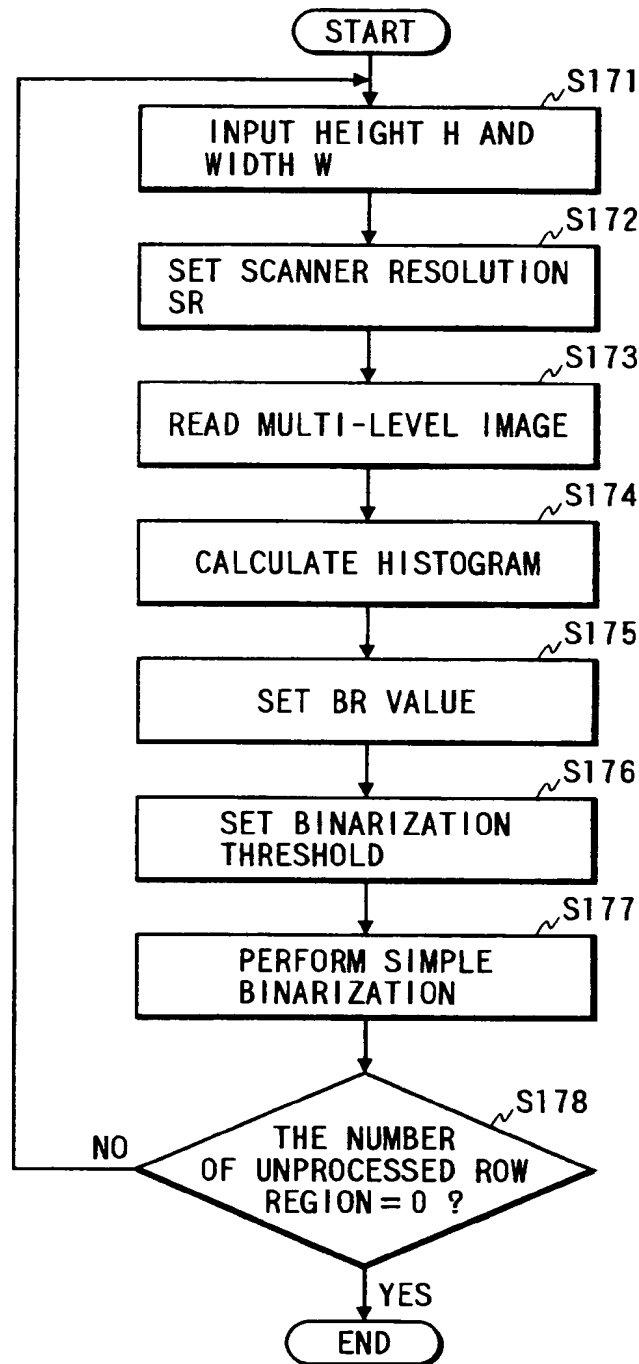 START
S171
INPUT HEIGHT H AND
WIDTH W
S172
SET SCANNER RESOLUTION
SR
S173
READ MULTI-LEVEL IMAGE
S174
CALCULATE HISTOGRAM
S175
SET BR VALUE
S176
SET BINARIZATION
THRESHOLD
S177
PERFORM SIMPLE
BINARIZATION
S178
NO
THE NUMBER
OF UNPROCESSED ROW
REGION=0 ?
YES
END